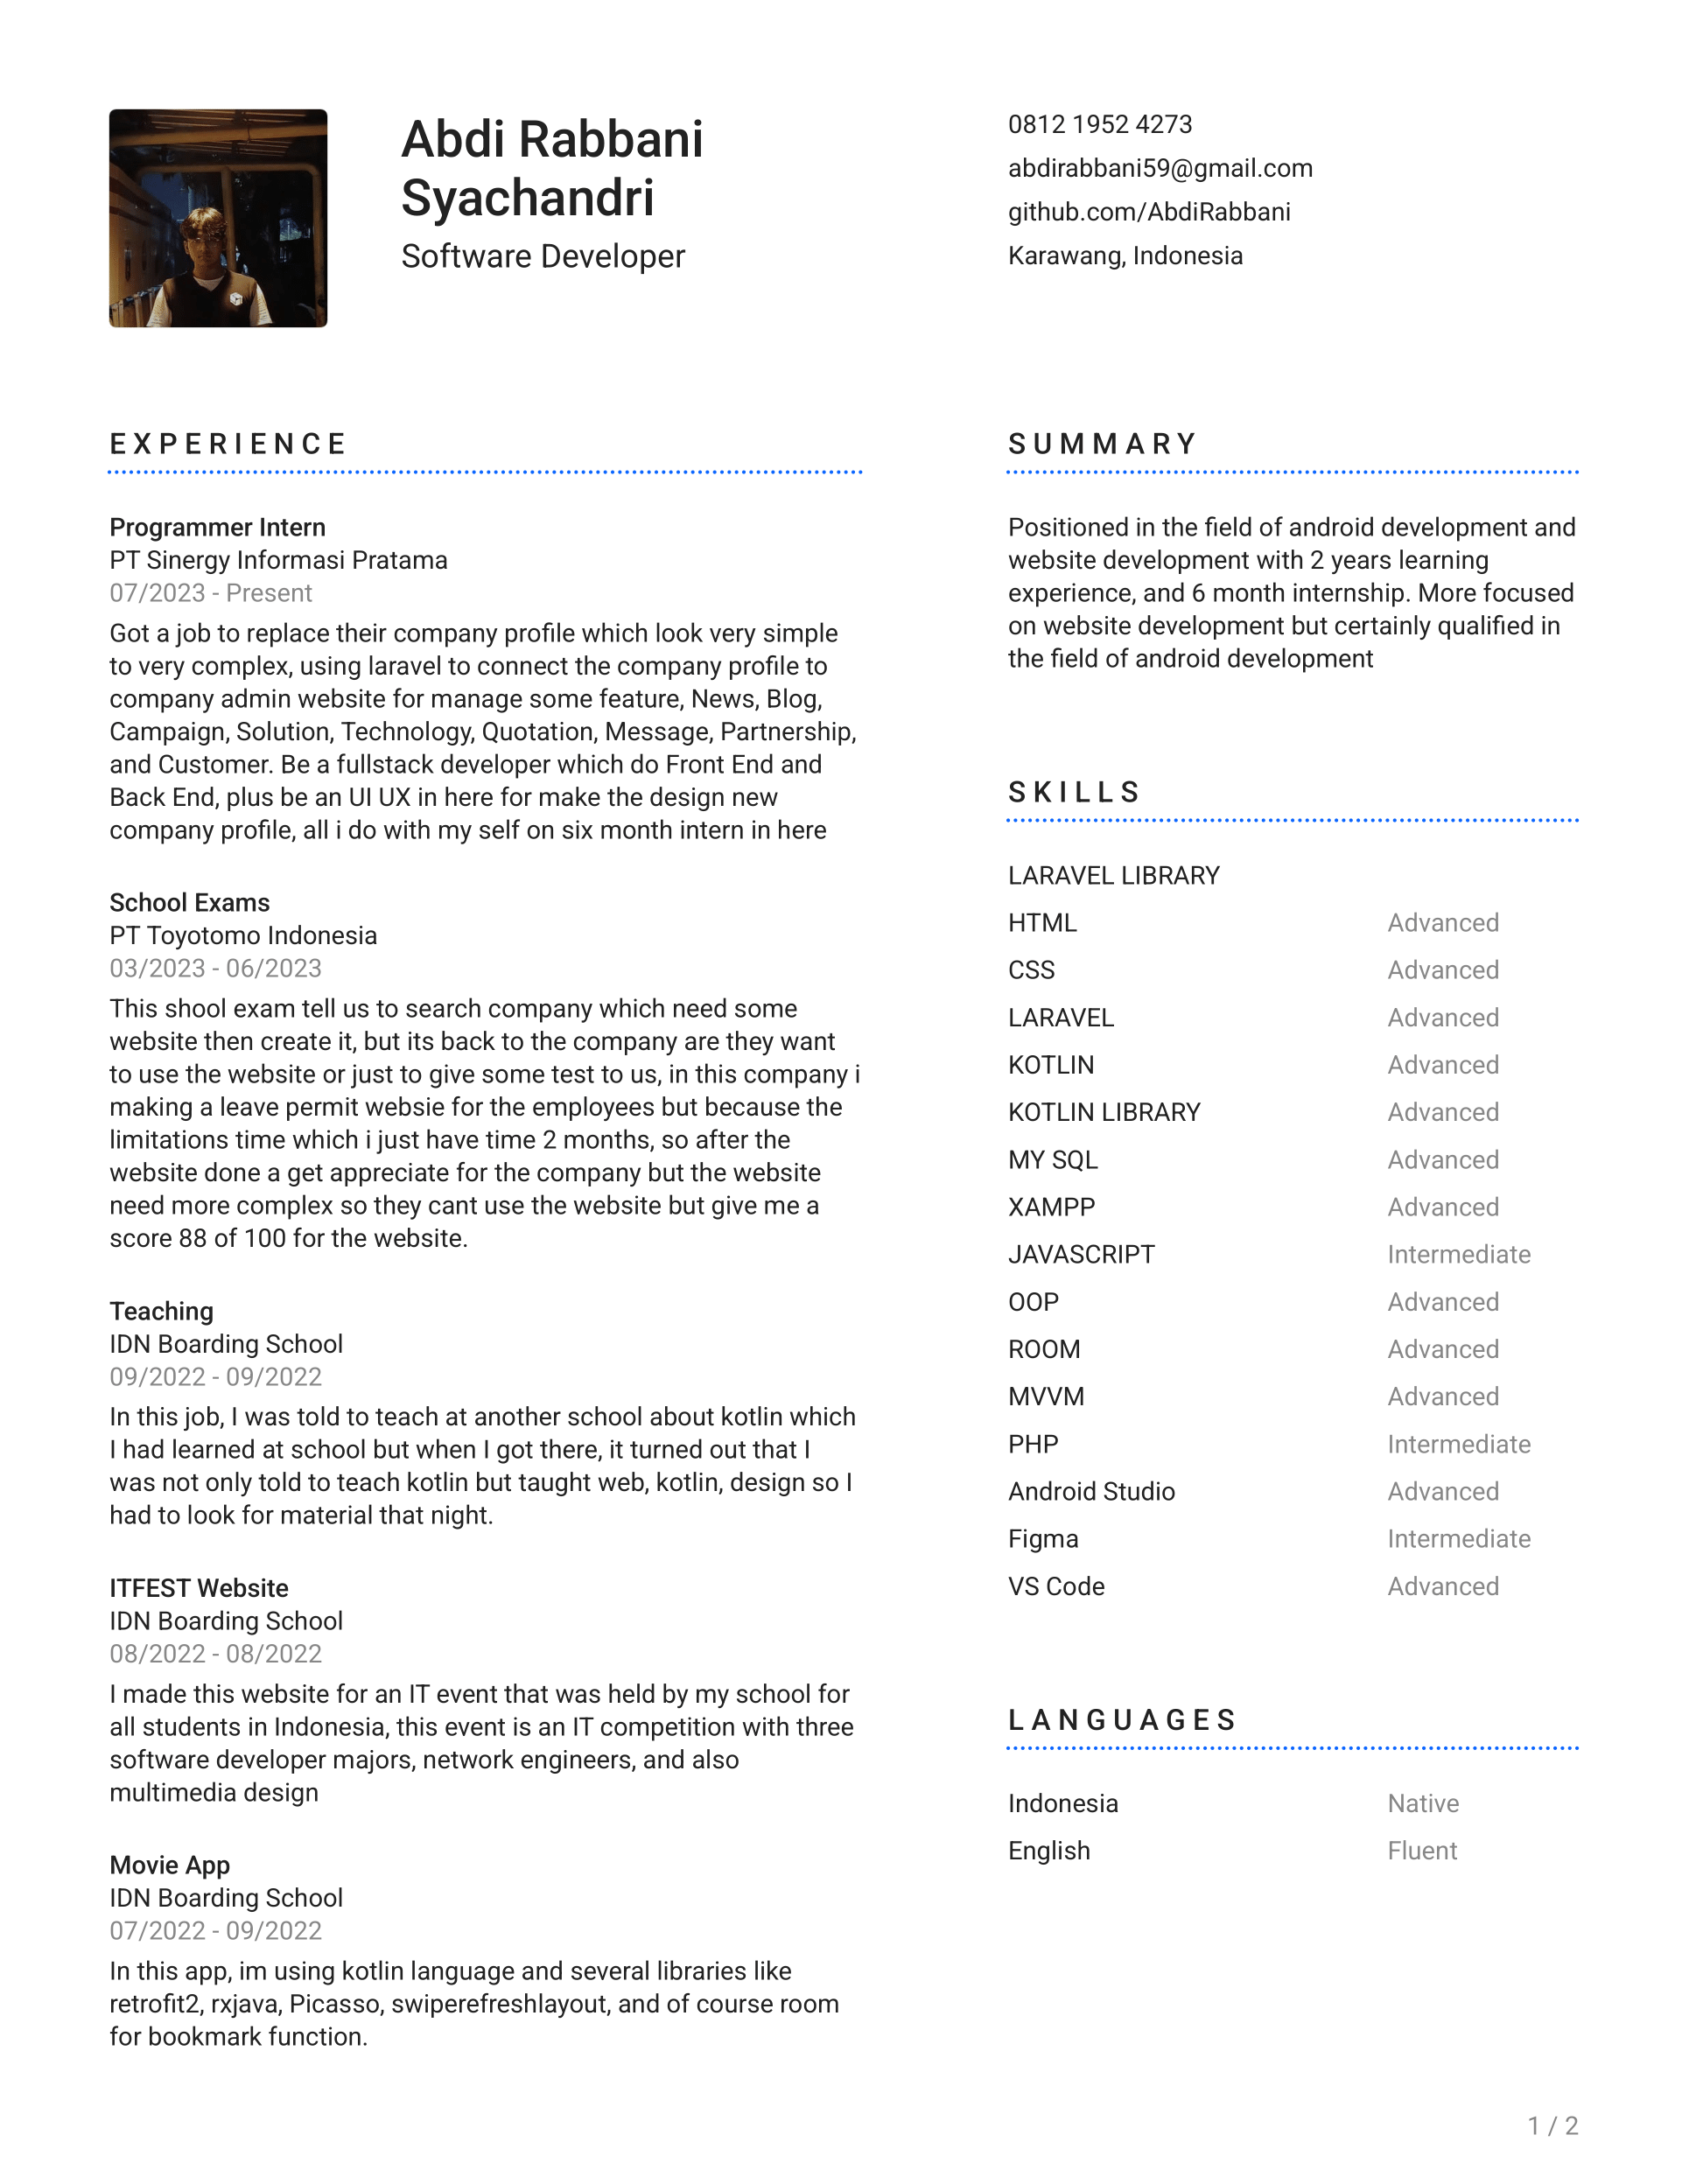 Abdi Rabbani
Syachandri
Software Developer
0812 1952 4273
abdirabbani59@gmail.com
github.com/AbdiRabbani
Karawang, Indonesia
EXPERIENCE
Programmer Intern
PT Sinergy Informasi Pratama
07/2023 - Present
Got a job to replace their company profile which look very simple
to very complex, using laravel to connect the company profile to
company admin website for manage some feature, News, Blog,
Campaign, Solution, Technology, Quotation, Message, Partnership,
and Customer. Be a fullstack developer which do Front End and
Back End, plus be an UI UX in here for make the design new
company profile, all i do with my self on six month intern in here
School Exams
PT Toyotomo Indonesia
03/2023 - 06/2023
This shool exam tell us to search company which need some
website then create it, but its back to the company are they want
to use the website or just to give some test to us, in this company i
making a leave permit websie for the employees but because the
limitations time which i just have time 2 months, so after the
website done a get appreciate for the company but the website
need more complex so they cant use the website but give me a
score 88 of 100 for the website.
Teaching
IDN Boarding School
09/2022 - 09/2022
In this job, I was told to teach at another school about kotlin which
I had learned at school but when I got there, it turned out that I
was not only told to teach kotlin but taught web, kotlin, design so I
had to look for material that night.
ITFEST Website
IDN Boarding School
08/2022 - 08/2022
I made this website for an IT event that was held by my school for
all students in Indonesia, this event is an IT competition with three
software developer majors, network engineers, and also
multimedia design
Movie App
IDN Boarding School
07/2022 - 09/2022
In this app, im using kotlin language and several libraries like
retrofit2, rxjava, Picasso, swiperefreshlayout, and of course room
for bookmark function.
SUMMARY
Positioned in the field of android development and
website development with 2 years learning
experience, and 6 month internship. More focused
on website development but certainly qualified in
the field of android development
SKILLS
LARAVEL LIBRARY
HTML Advanced
CSS Advanced
LARAVEL Advanced
KOTLIN Advanced
KOTLIN LIBRARY Advanced
MY SQL Advanced
XAMPP Advanced
JAVASCRIPT Intermediate
OOP Advanced
ROOM Advanced
MVVM Advanced
PHP Intermediate
Android Studio Advanced
Figma Intermediate
VS Code Advanced
LANGUAGES
Indonesia Native
English Fluent
1 / 2